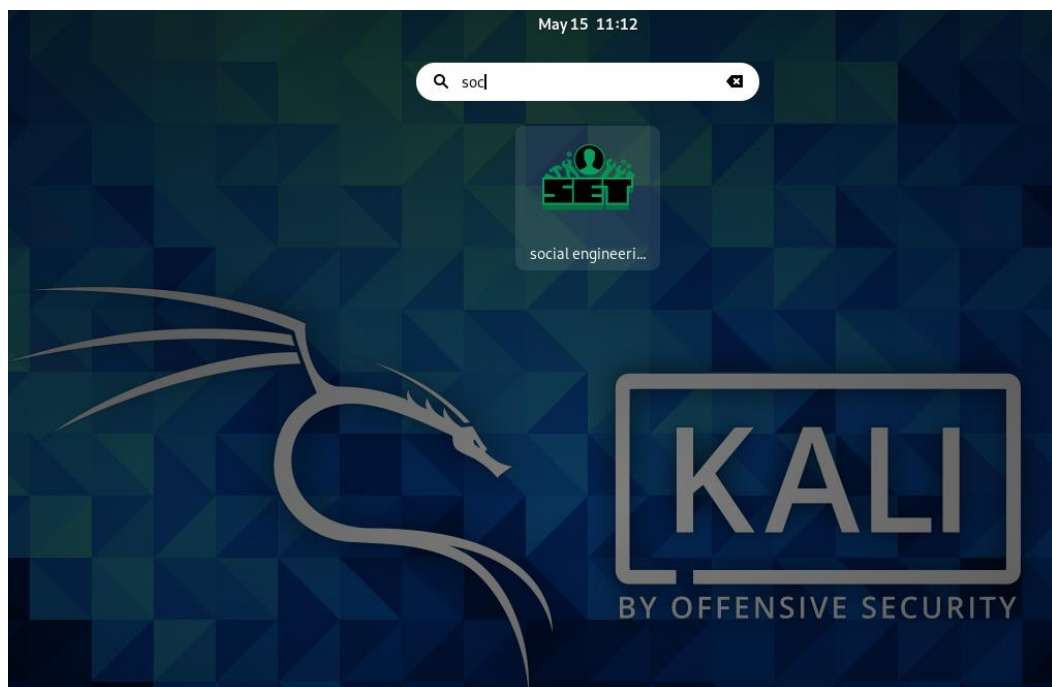 May 15 11:12
soc
SET
social engineeri...
KALI
BY OFFENSIVE SECURITY